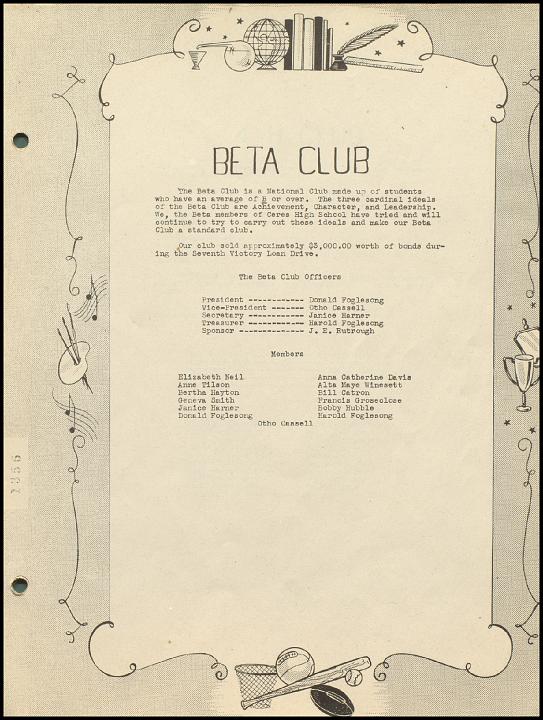 BETA CLUB
The Beta Club is a National Club made up of students
who have an average of B or over. The three cardinal ideals
of the Beta Club are Achievement, Character, and Leadership.
We, the Beta members of Ceres High School have tried and will
continue to try to carry out these ideals and make our Beta
Club a standard club.
Our club sold approximately $3,000.00 worth of bonds dur-
ing the Seventh Victory Loan Drive.
The Beta Club Officers
President ----------- Donald Foglesong
Vice-President ------ Otho Cassell
Secretary ----------- Janice Harner
Treasurer ----------- Harold Foglesong
Sponsor ------------- J. E. Rutrough
Members
Elizabeth Neil Anna Catherine Davis
Anne Tilson Alta Maye Winesett
Bertha Hayton Bill Catron
Geneva Smith Francis Groseclose
Janice Harner Bobby Hubble
Donald Foglesong Harold Foglesong
Otho Cassell